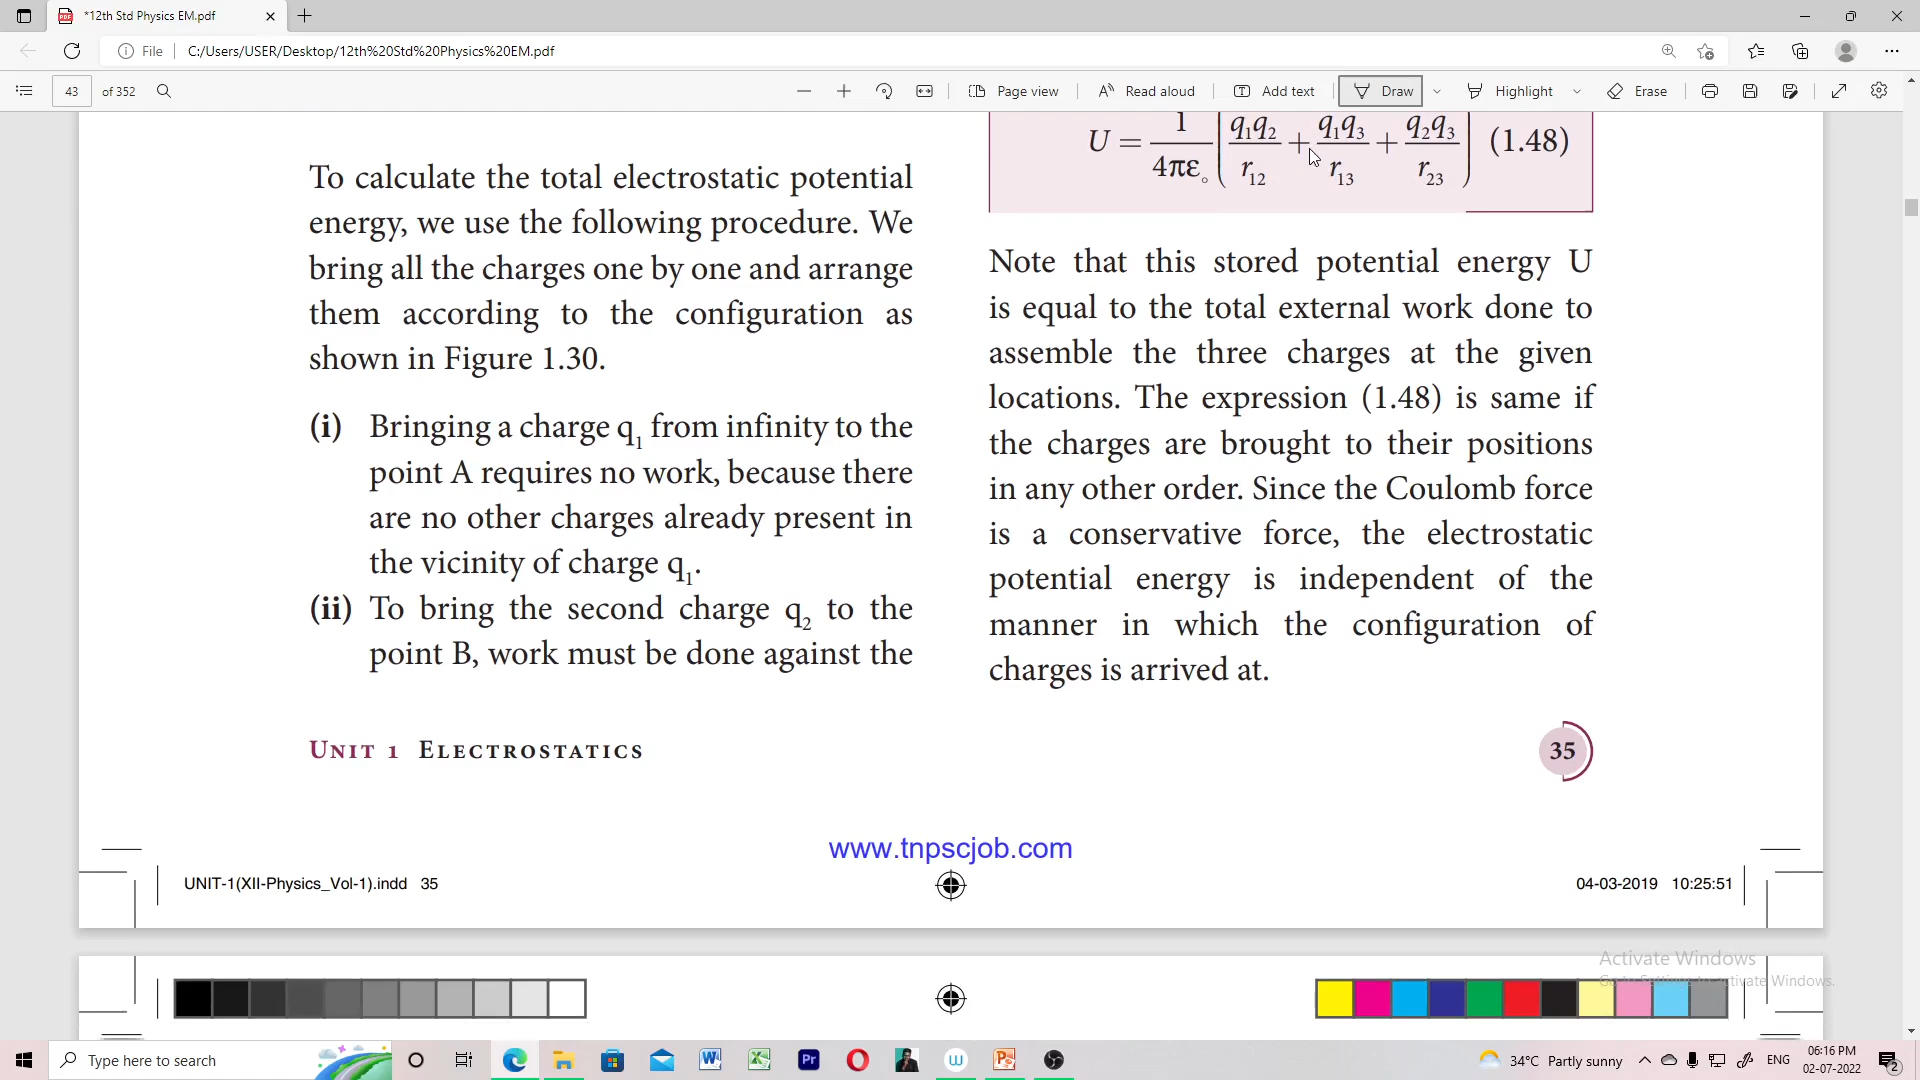 *12th Std Physics EM.pdf
File C:/Users/USER/Desktop/12th%20Std%20Physics%20EM.pdf
43 of 352 Page view Read aloud Add text Draw Highlight Erase
To calculate the total electrostatic potential
energy, we use the following procedure. We
bring all the charges one by one and arrange
them according to the configuration as
shown in Figure 1.30.
(i) Bringing a charge q₁ from infinity to the
point A requires no work, because there
are no other charges already present in
the vicinity of charge q₁.
(ii) To bring the second charge q₂ to the
point B, work must be done against the
U = 1/4πε∘ (q₁q₂/r₁₂ + q₁q₃/r₁₃ + q₂q₃/r₂₃) (1.48)
Note that this stored potential energy U
is equal to the total external work done to
assemble the three charges at the given
locations. The expression (1.48) is same if
the charges are brought to their positions
in any other order. Since the Coulomb force
is a conservative force, the electrostatic
potential energy is independent of the
manner in which the configuration of
charges is arrived at.
UNIT 1 ELECTROSTATICS
35
www.tnpscjob.com
UNIT-1(XII-Physics_Vol-1).indd 35
04-03-2019 10:25:51
Activate Windows
Go to Settings to activate Windows.
Type here to search
34°C Partly sunny
ENG
06:16 PM
02-07-2022
2